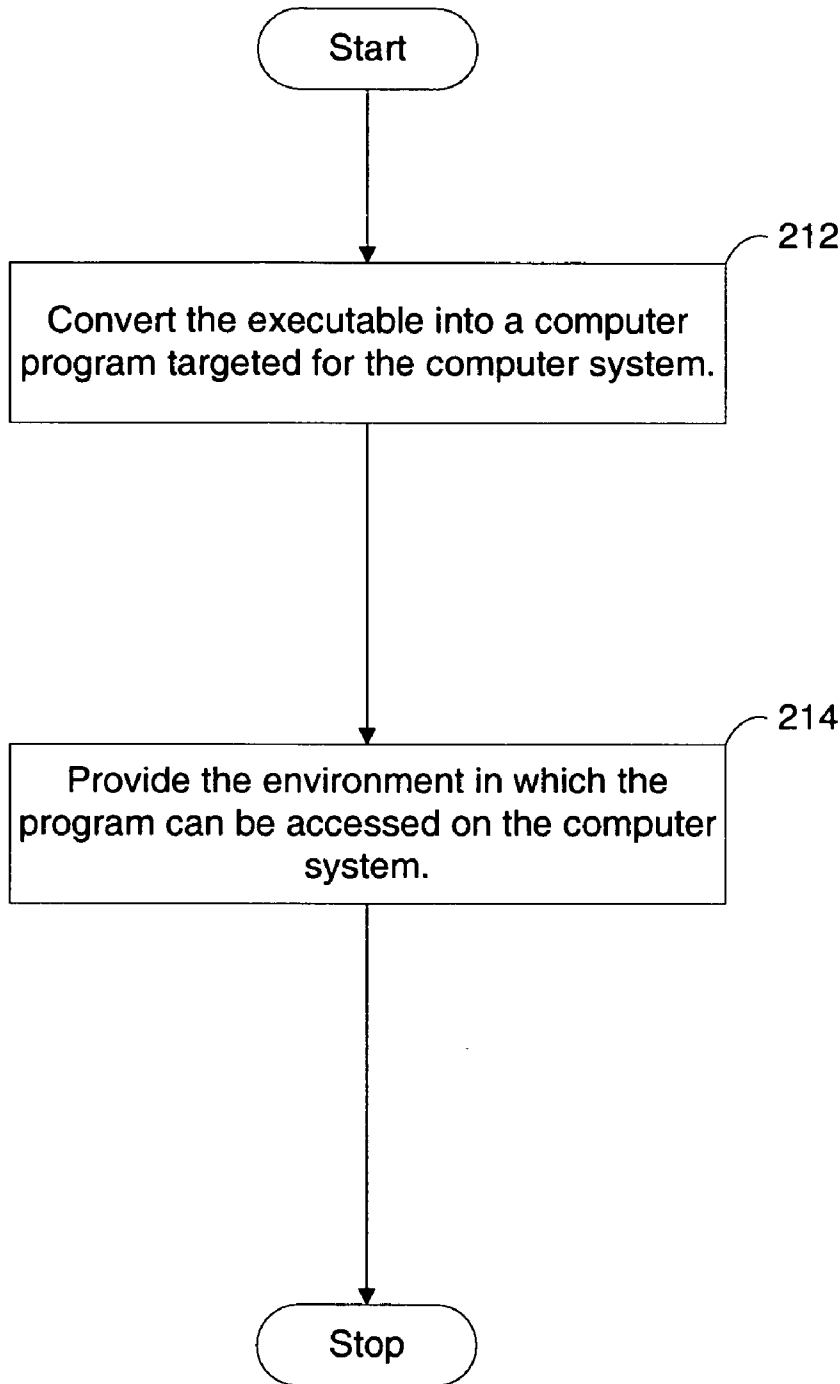 Start
212
Convert the executable into a computer
program targeted for the computer system.
214
Provide the environment in which the
program can be accessed on the computer
system.
Stop